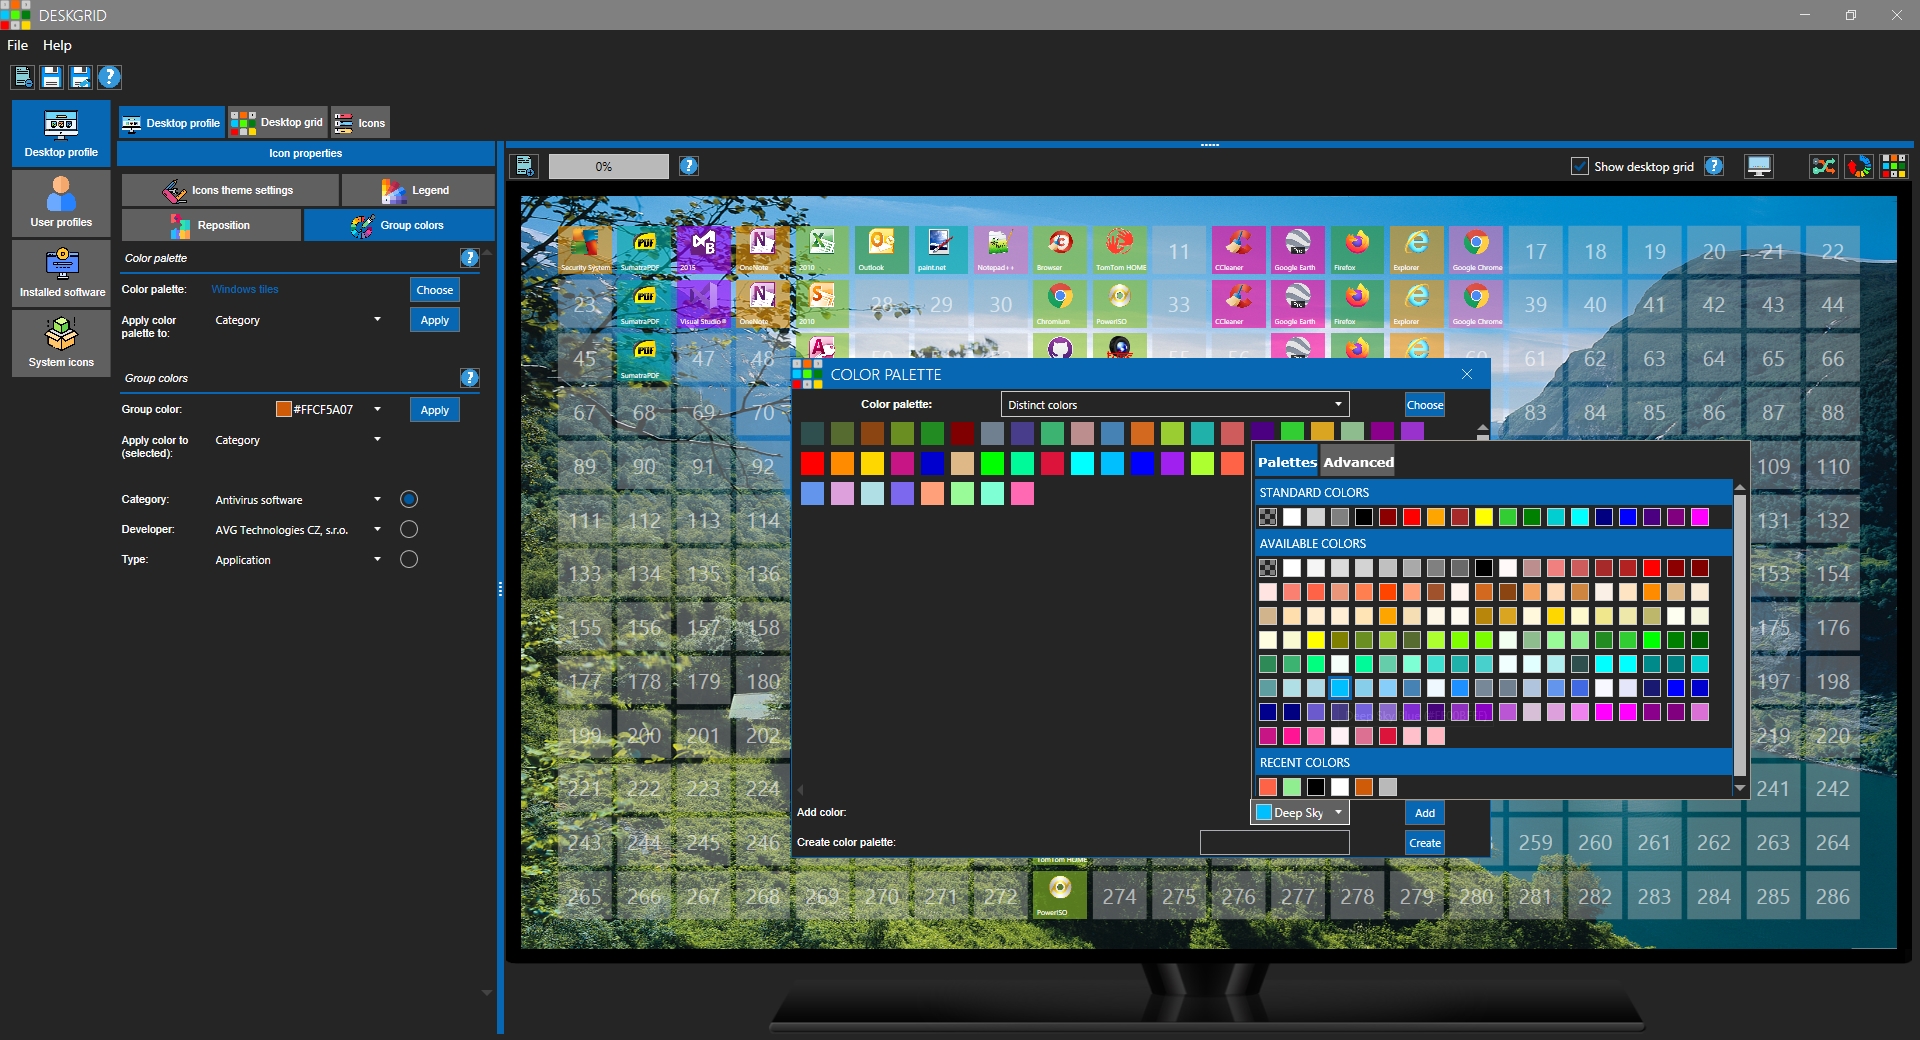 DESKGRID
File Help
Desktop profile
User profiles
Installed software
System icons
Desktop profile Desktop grid Icons
Icon properties
Icons theme settings Legend
Reposition Group colors
Color palette
Color palette: Windows tiles Choose
Apply color palette to: Category Apply
Group colors
Group color: #FFCF5A07 Apply
Apply color to (selected): Category
Category: Antivirus software
Developer: AVG Technologies CZ, s.r.o.
Type: Application
0% Show desktop grid
Security System SumatraPDF 2015 OneNote 2010 Outlook paint.net Notepad++ Browser TomTom HOME 11 CCleaner Google Earth Firefox Explorer Google Chrome 17 18 19 20 21 22
23 SumatraPDF Visual Studio OneNote 2010 28 29 30 Chromium PowerISO 33 CCleaner Google Earth Firefox Explorer Google Chrome 39 40 41 42 43 44
45 SumatraPDF 47 48 61 62 63 64 65 66
67 68 69 70 83 84 85 86 87 88
89 90 91 92 109 110
111 112 113 114 131 132
133 134 135 136 153 154
155 156 157 158 175 176
177 178 179 180 197 198
199 200 201 202 219 220
221 222 223 224 241 242
243 244 245 246 259 260 261 262 263 264
TomTom HOME
265 266 267 268 269 270 271 272 PowerISO 274 275 276 277 278 279 280 281 282 283 284 285 286
COLOR PALETTE
Color palette: Distinct colors Choose
Palettes Advanced
STANDARD COLORS
AVAILABLE COLORS
RECENT COLORS
Add color: Deep Sky Add
Create color palette: Create